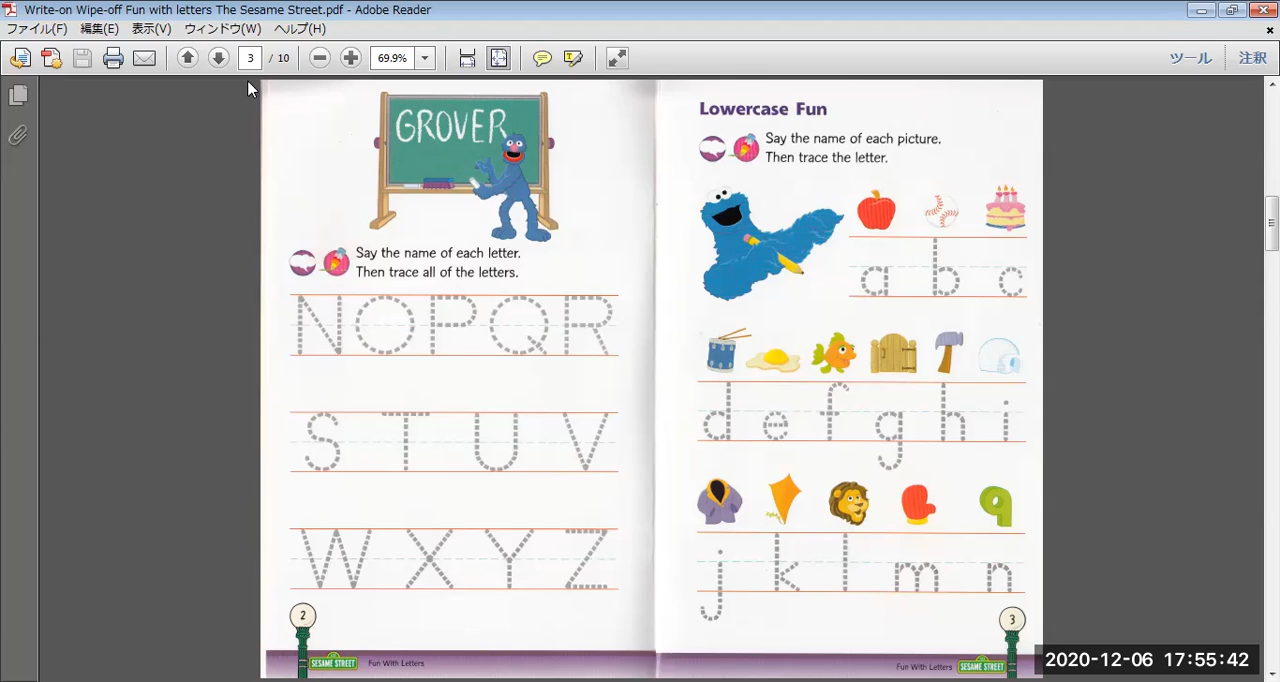 Write-on Wipe-off Fun with letters The Sesame Street.pdf - Adobe Reader
ファイル(F) 編集(E) 表示(V) ウィンドウ(W) ヘルプ(H)
3 / 10 69.9% ツール 注釈
GROVER
Say the name of each letter.
Then trace all of the letters.
N O P Q R
S T U V
W X Y Z
2
SESAME STREET Fun With Letters
Lowercase Fun
Say the name of each picture.
Then trace the letter.
a b c
d e f g h i
9
j k l m n
3
Fun With Letters SESAME STREET
2020-12-06 17:55:42